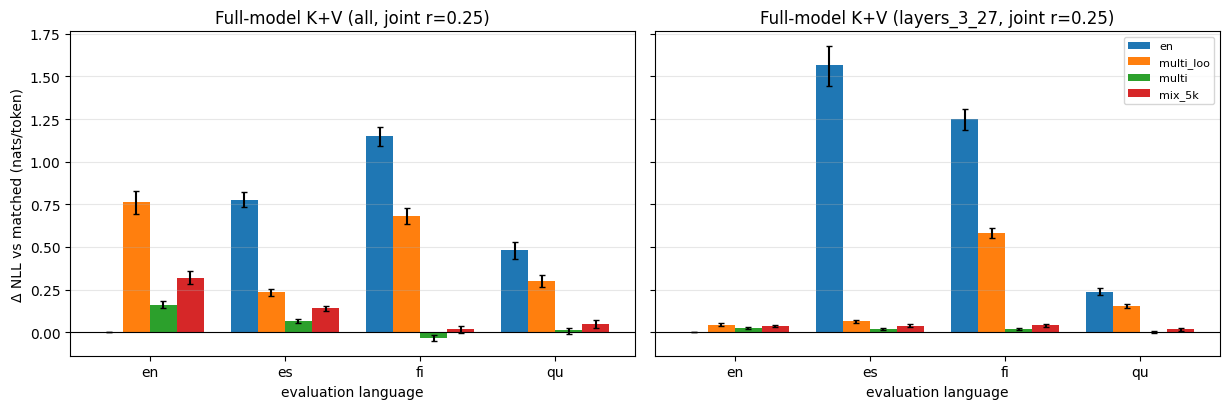 Full-model K+V (all, joint r=0.25)
Δ NLL vs matched (nats/token)
1.75
1.50
1.25
1.00
0.75
0.50
0.25
0.00
en
es
fi
qu
evaluation language
Full-model K+V (layers_3_27, joint r=0.25)
en
multi_loo
multi
mix_5k
en
es
fi
qu
evaluation language